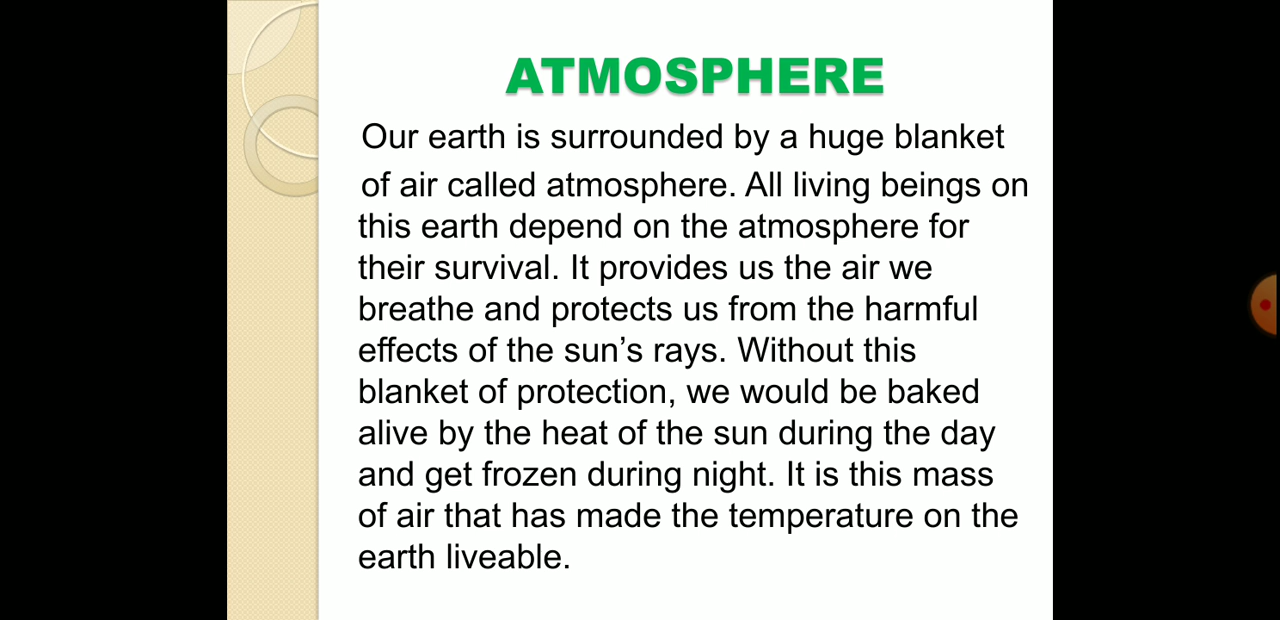 ATMOSPHERE
Our earth is surrounded by a huge blanket
of air called atmosphere. All living beings on
this earth depend on the atmosphere for
their survival. It provides us the air we
breathe and protects us from the harmful
effects of the sun’s rays. Without this
blanket of protection, we would be baked
alive by the heat of the sun during the day
and get frozen during night. It is this mass
of air that has made the temperature on the
earth liveable.